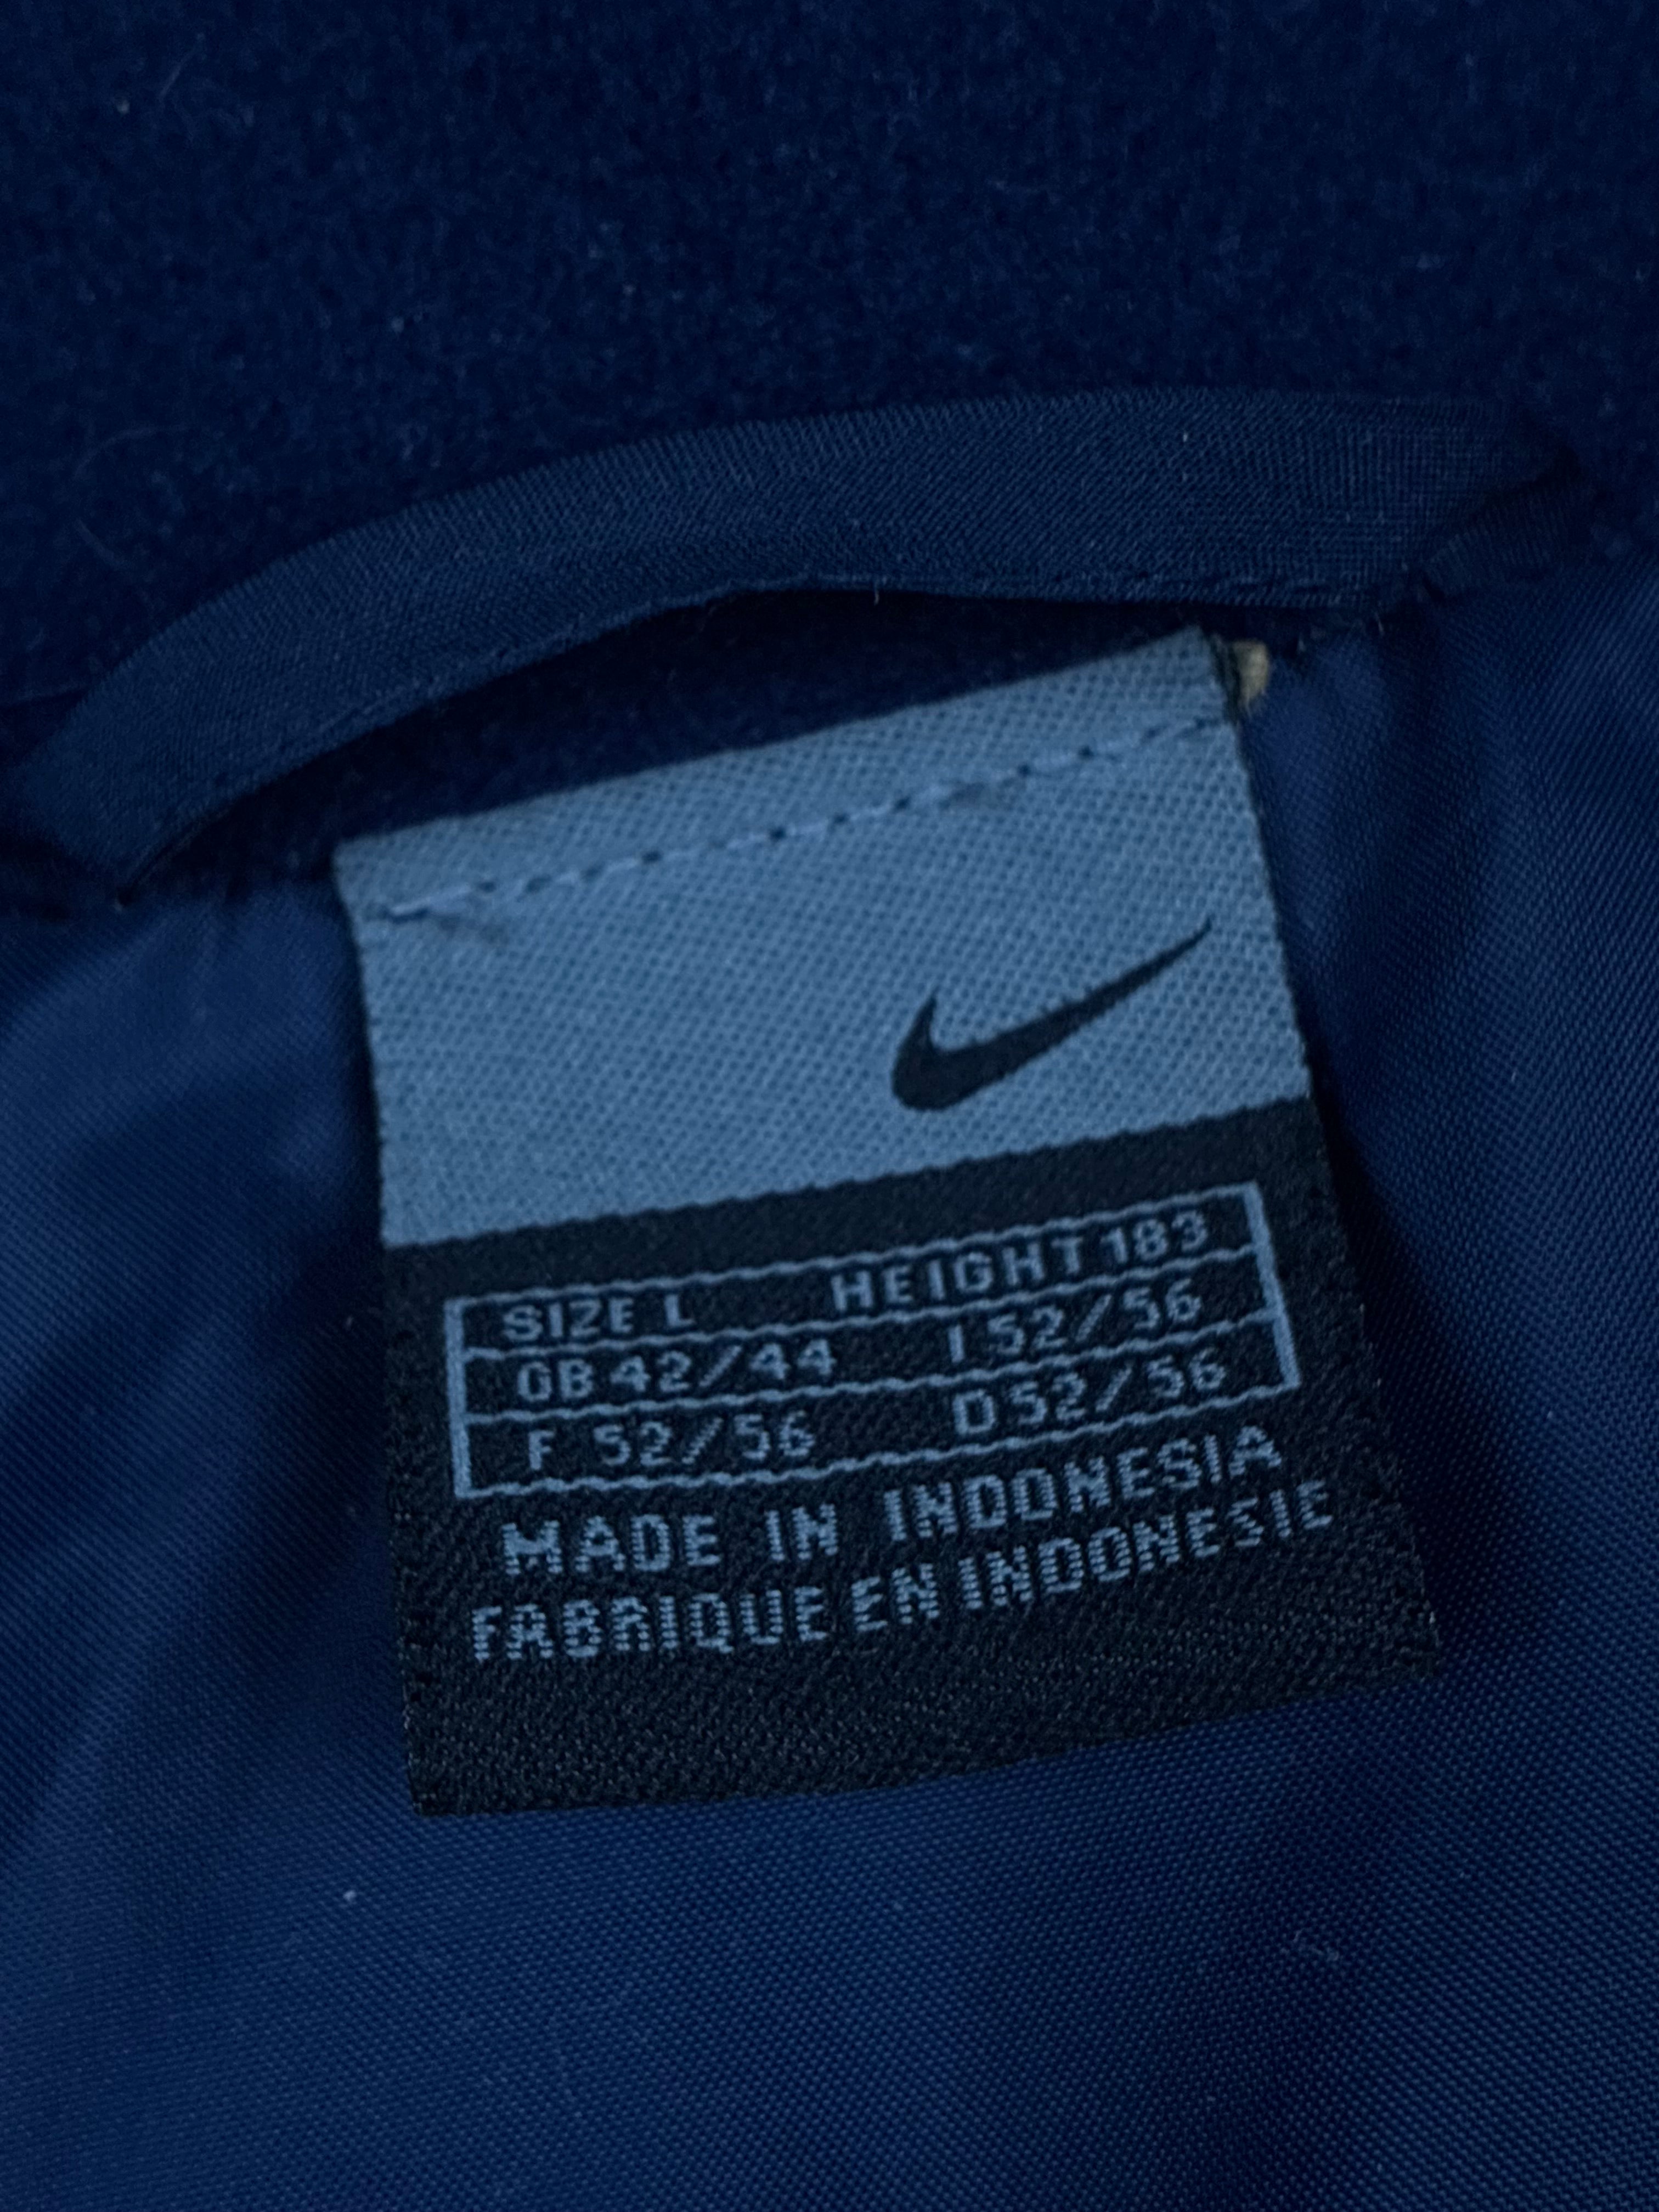 SIZE L HEIGHT 183
GB 42/44 I 52/56
F 52/56 D 52/56
MADE IN INDONESIA
FABRIQUE EN INDONESIE